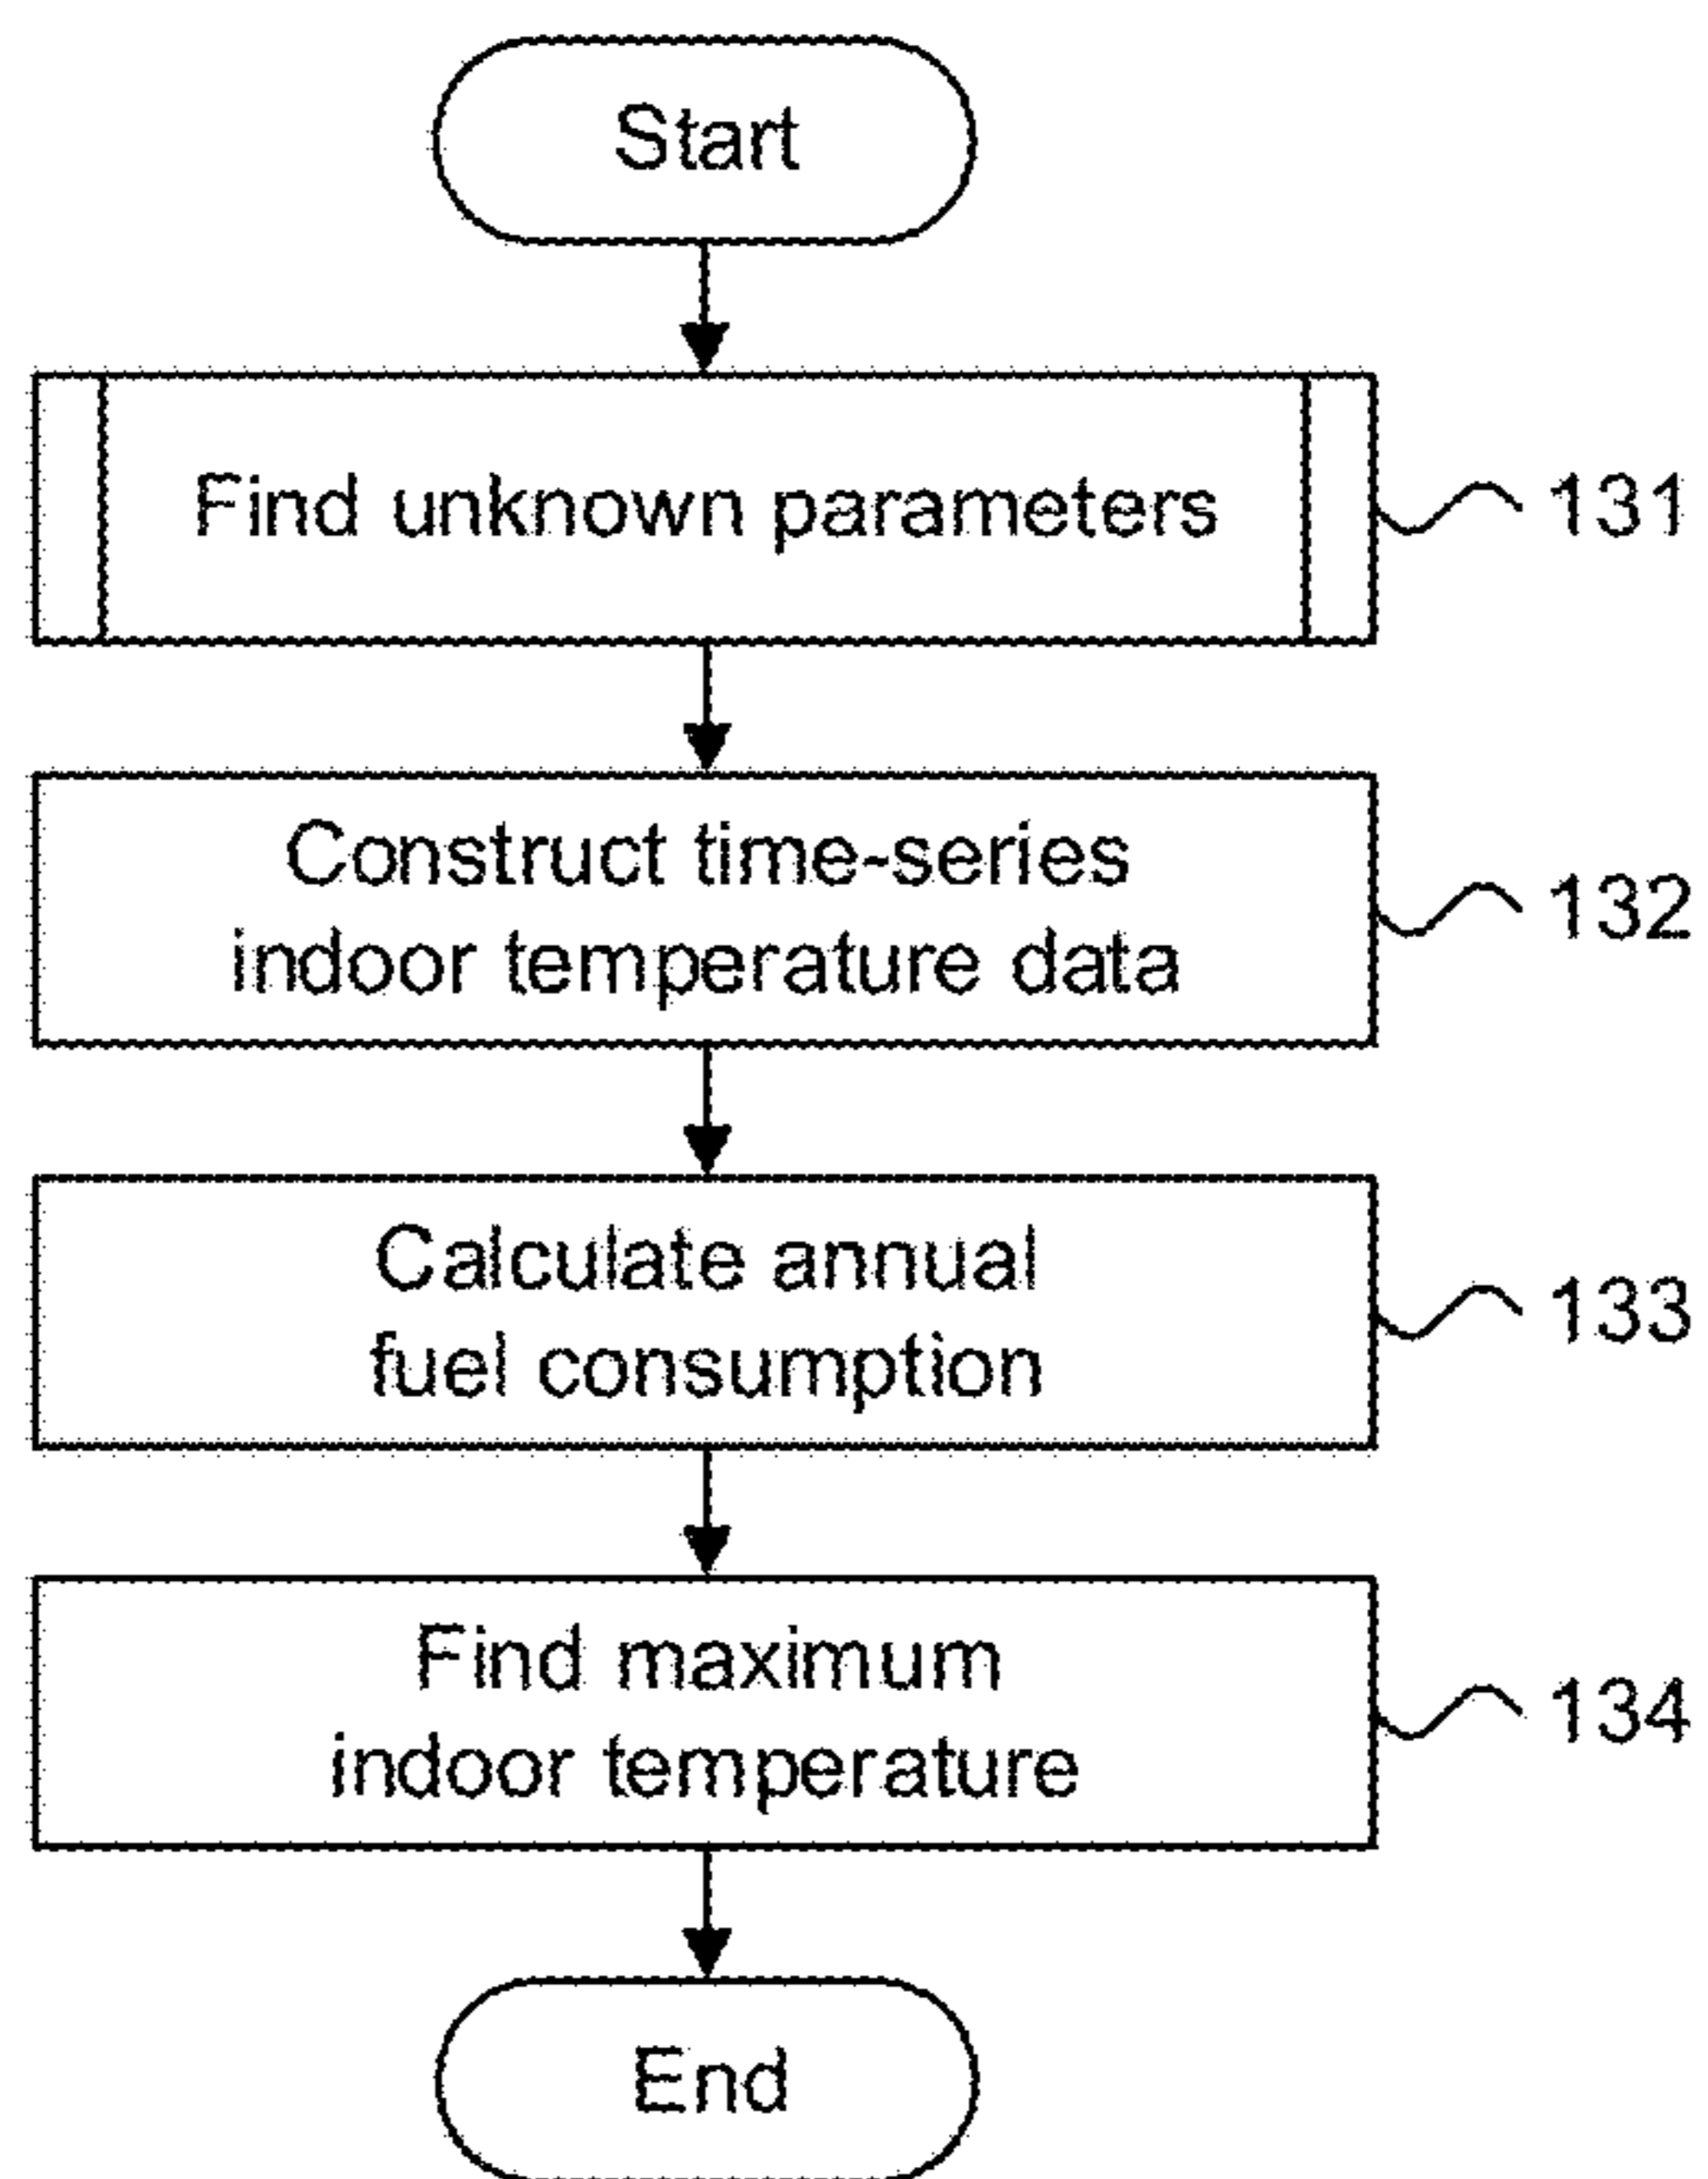 Start
Find unknown parameters
131
Construct time-series
indoor temperature data
132
Calculate annual
fuel consumption
133
Find maximum
indoor temperature
134
End